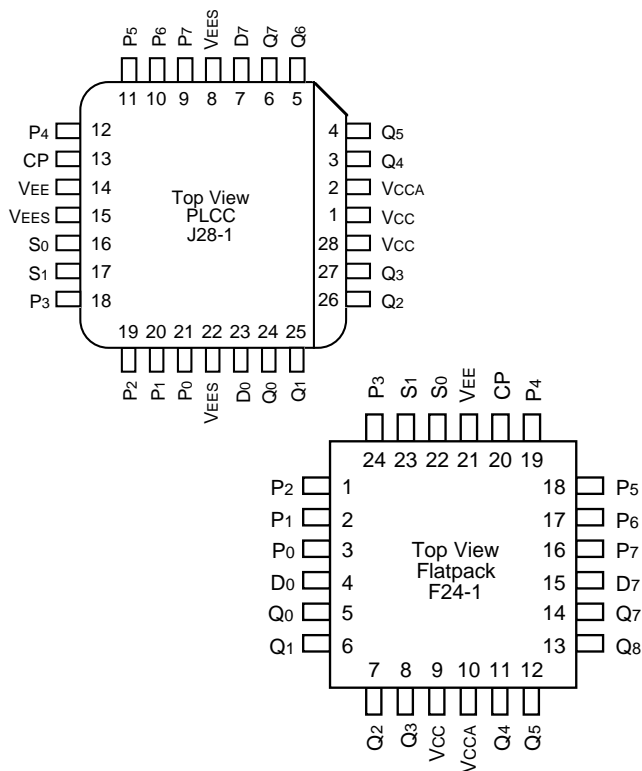 P5 P6 P7 VEES D7 Q7 Q6
11 10 9 8 7 6 5
P4 12 4 Q5
CP 13 3 Q4
VEE 14 2 VCCA
VEES 15 1 VCC
S0 16 28 VCC
S1 17 27 Q3
P3 18 26 Q2
Top View
PLCC
J28-1
19 20 21 22 23 24 25
P2 P1 P0 VEES D0 Q0 Q1
P3 S1 S0 VEE CP P4
24 23 22 21 20 19
P2 1 18 P5
P1 2 17 P6
P0 3 16 P7
D0 4 15 D7
Q0 5 14 Q7
Q1 6 13 Q8
Top View
Flatpack
F24-1
7 8 9 10 11 12
Q2 Q3 VCC VCCA Q4 Q5